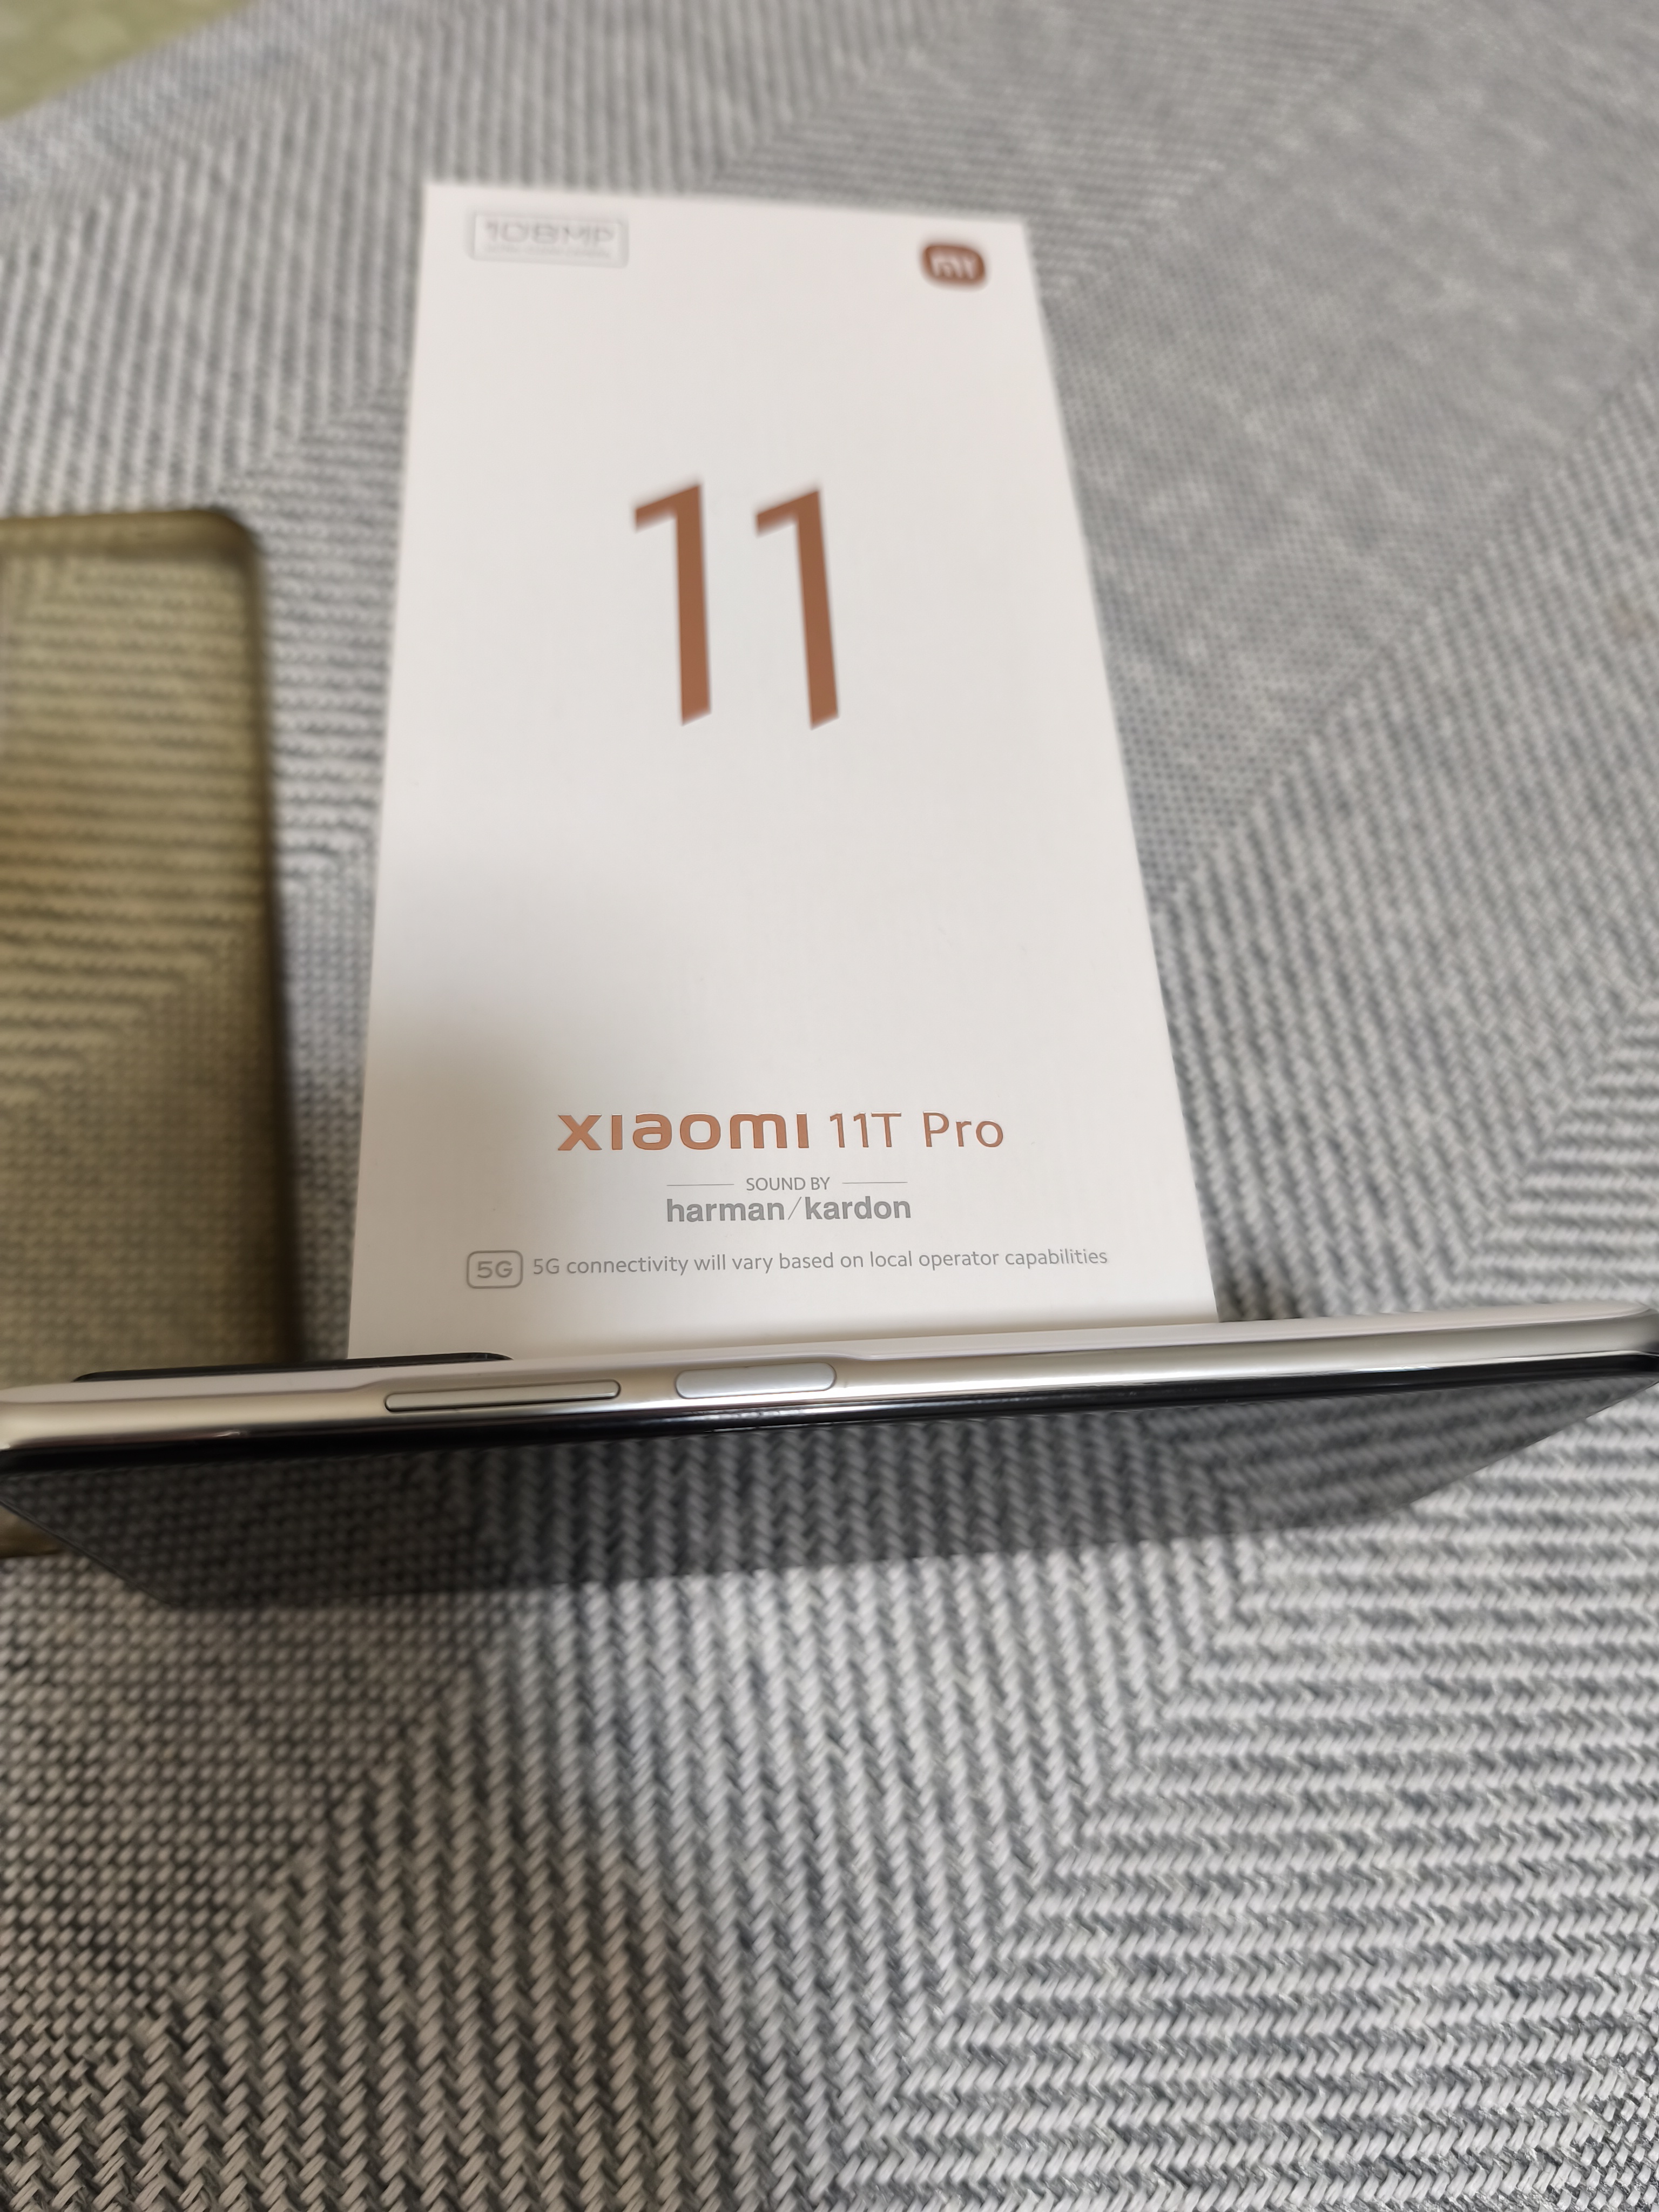 108MP
mi
11
xiaomi 11T Pro
SOUND BY
harman/kardon
5G 5G connectivity will vary based on local operator capabilities